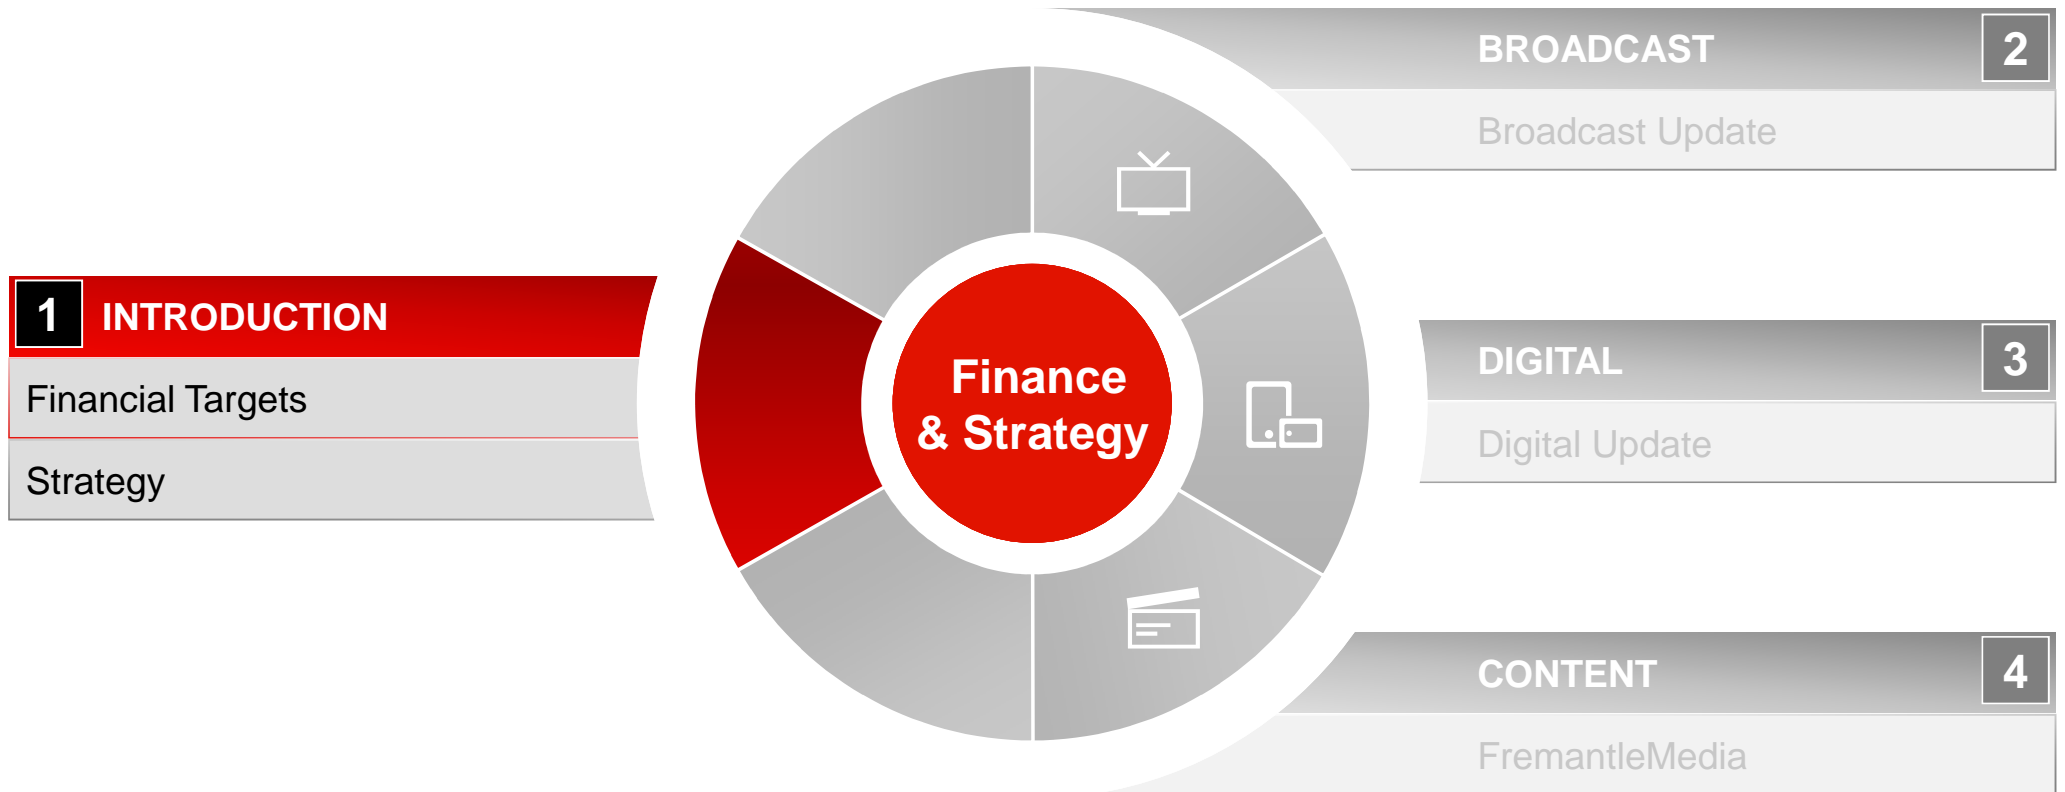 1 INTRODUCTION
Financial Targets
Strategy
Finance
& Strategy
BROADCAST 2
Broadcast Update
DIGITAL 3
Digital Update
CONTENT 4
FremantleMedia